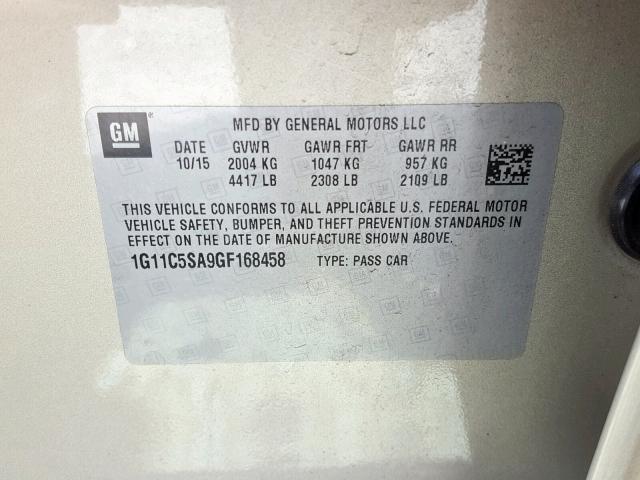 GM
MFD BY GENERAL MOTORS LLC
DATE GVWR GAWR FRT GAWR RR
10/15 2004 KG 1047 KG 957 KG
4417 LB 2308 LB 2109 LB
THIS VEHICLE CONFORMS TO ALL APPLICABLE U.S. FEDERAL MOTOR
VEHICLE SAFETY, BUMPER, AND THEFT PREVENTION STANDARDS IN
EFFECT ON THE DATE OF MANUFACTURE SHOWN ABOVE.
1G11C5SA9GF168458 TYPE: PASS CAR